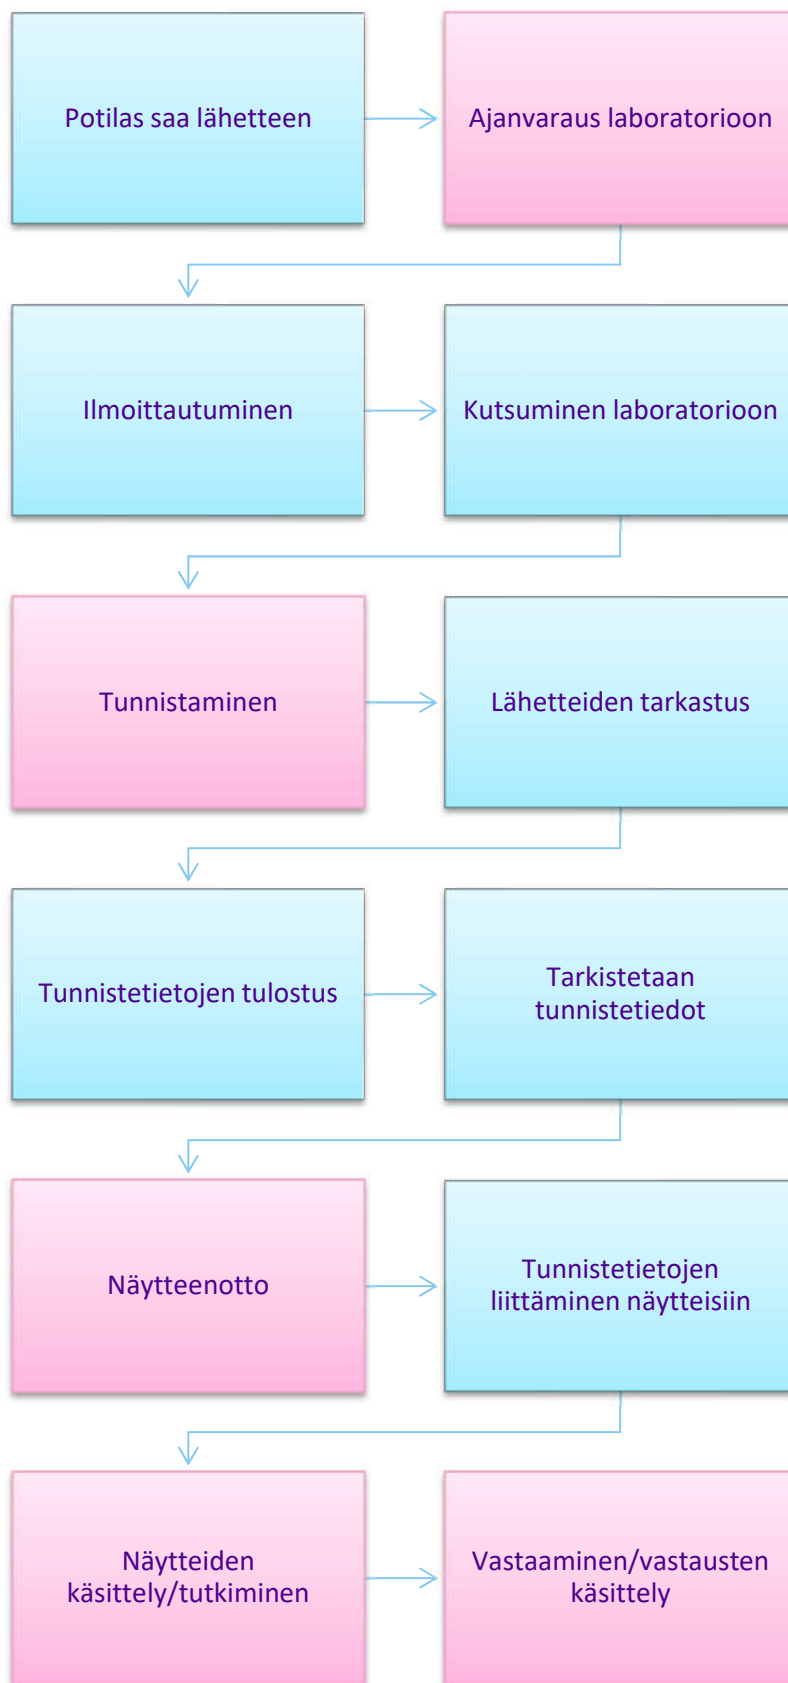 Potilas saa lähetteen
Ajanvaraus laboratorioon
Ilmoittautuminen
Kutsuminen laboratorioon
Tunnistaminen
Lähetteiden tarkastus
Tunnistetietojen tulostus
Tarkistetaan
tunnistetiedot
Näytteenotto
Tunnistetietojen
liittäminen näytteisiin
Näytteiden
käsittely/tutkiminen
Vastaaminen/vastausten
käsittely